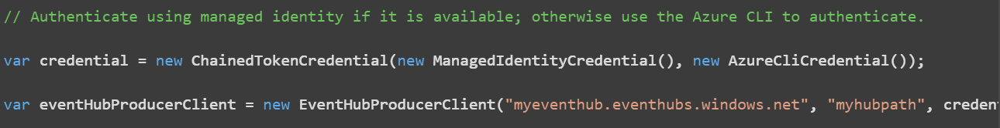 // Authenticate using managed identity if it is available; otherwise use the Azure CLI to authenticate.
var credential = new ChainedTokenCredential(new ManagedIdentityCredential(), new AzureCliCredential());
var eventHubProducerClient = new EventHubProducerClient("myeventhub.eventhubs.windows.net", "myhubpath",